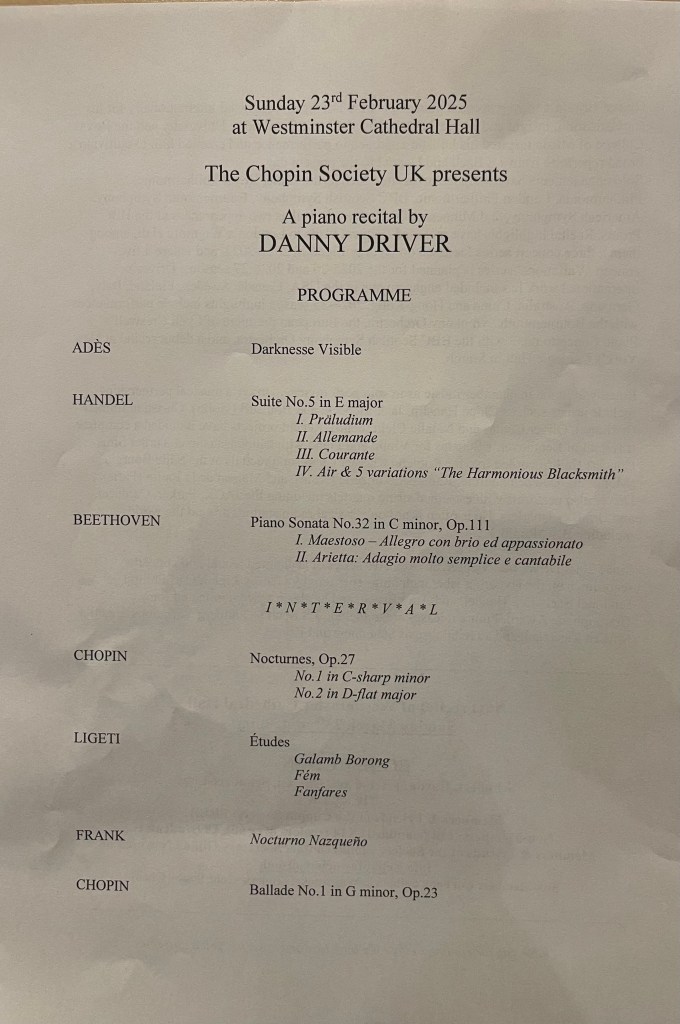 Sunday 23rd February 2025
at Westminster Cathedral Hall
The Chopin Society UK presents
A piano recital by
DANNY DRIVER
PROGRAMME
ADÈS Darknesse Visible
HANDEL Suite No.5 in E major
I. Präludium
II. Allemande
III. Courante
IV. Air & 5 variations “The Harmonious Blacksmith”
BEETHOVEN Piano Sonata No.32 in C minor, Op.111
I. Maestoso – Allegro con brio ed appassionato
II. Arietta: Adagio molto semplice e cantabile
I*N*T*E*R*V*A*L
CHOPIN Nocturnes, Op.27
No.1 in C-sharp minor
No.2 in D-flat major
LIGETI Études
Galamb Borong
Fém
Fanfares
FRANK Nocturno Nazqueño
CHOPIN Ballade No.1 in G minor, Op.23